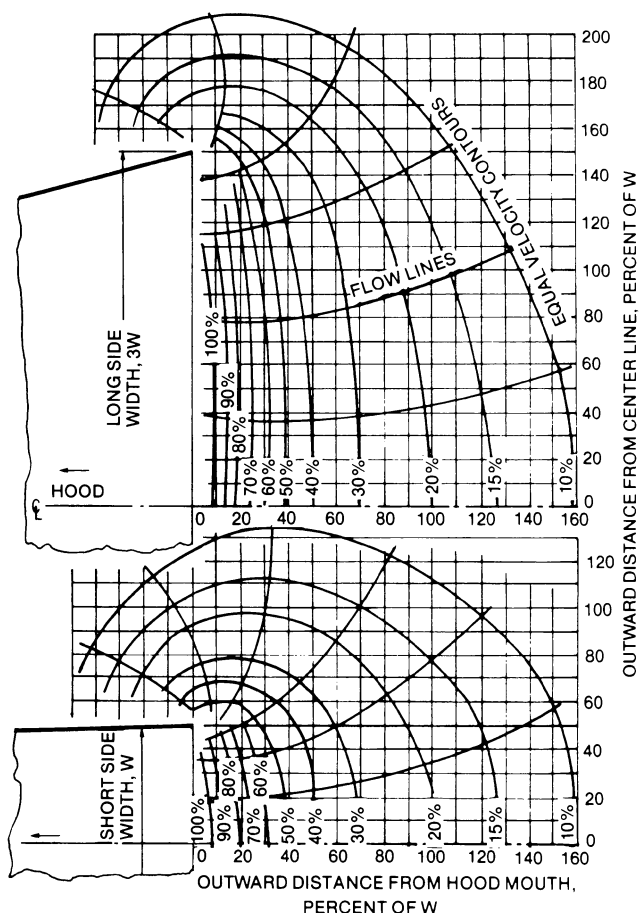 200
180
160
140
120
100
80
60
40
20
0
OUTWARD DISTANCE FROM CENTER LINE, PERCENT OF W
EQUAL VELOCITY CONTOURS
FLOW LINES
LONG SIDE
WIDTH, 3W
HOOD
℄
100%
90%
80%
70%
60%
50%
40%
30%
20%
15%
10%
0 20 40 60 80 100 120 140 160
120
100
80
60
40
20
0
SHORT SIDE
WIDTH, W
80% 60%
100% 90% 70% 50% 40% 30% 20% 15% 10%
0 20 40 60 80 100 120 140 160
OUTWARD DISTANCE FROM HOOD MOUTH,
PERCENT OF W